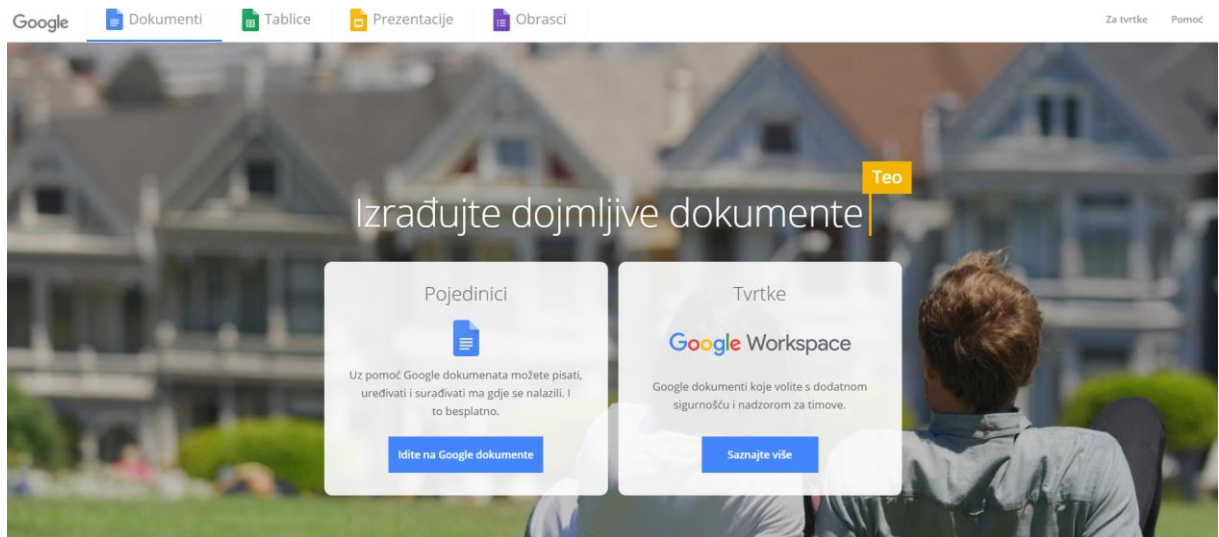 Google
Dokumenti
Tablice
Prezentacije
Obrasci
Za tvrtke
Pomoć
Teo
Izrađujte dojmljive dokumente
Pojedinici
Uz pomoć Google dokumenata možete pisati,
uređivati i surađivati ma gdje se nalazili. I
to besplatno.
Idite na Google dokumente
Tvrtke
Google Workspace
Google dokumenti koje volite s dodatnom
sigurnošću i nadzorom za timove.
Saznajte više